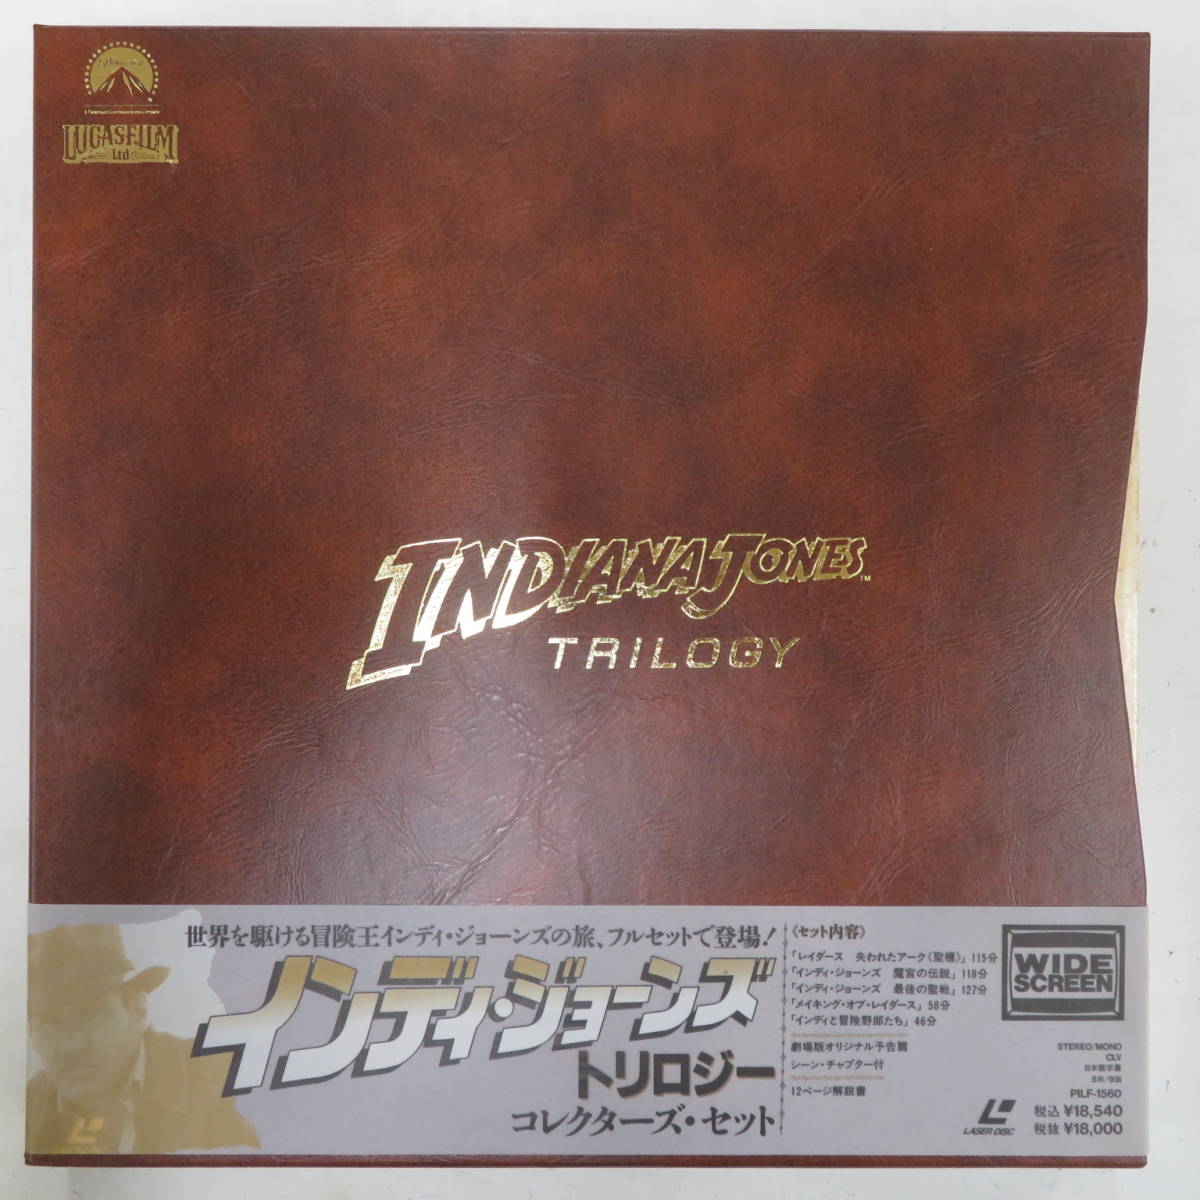 Paramount
A Paramount Communications Company
LUCASFILM
Ltd
INDIANA JONES™
TRILOGY
世界を駆ける冒険王インディ・ジョーンズの旅、フルセットで登場!
インディ・ジョーンズ
トリロジー
コレクターズ・セット
《セット内容》
「レイダース 失われたアーク《聖櫃》」115分
「インディ・ジョーンズ 魔宮の伝説」118分
「インディ・ジョーンズ 最後の聖戦」127分
「メイキング・オブ・レイダース」58分
「インディと冒険野郎たち」46分
劇場版オリジナル予告篇
シーン・チャプター付
12ページ解説書
WIDE
SCREEN
STEREO/MONO
CLV
日本語字幕
5枚/9面
PILF-1560
税込 ¥18,540
税抜 ¥18,000
LASER DISC